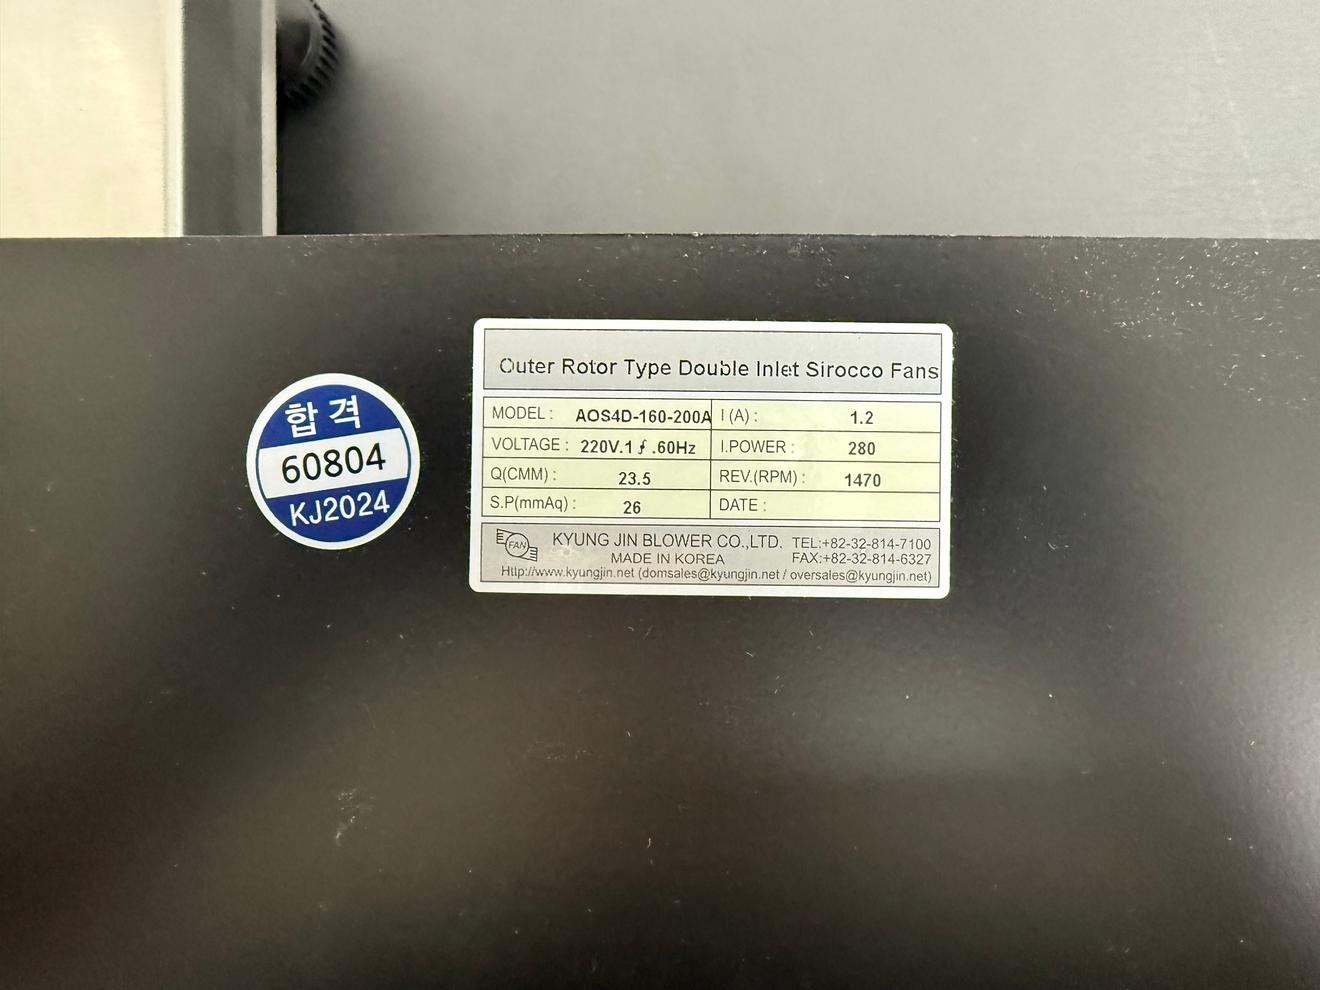 합격
60804
KJ2024
Outer Rotor Type Double Inlet Sirocco Fans
MODEL : AOS4D-160-200A I (A) : 1.2
VOLTAGE : 220V.1∮.60Hz I.POWER : 280
Q(CMM) : 23.5 REV.(RPM) : 1470
S.P(mmAq) : 26 DATE :
FAN
KYUNG JIN BLOWER CO.,LTD. TEL:+82-32-814-7100
MADE IN KOREA FAX:+82-32-814-6327
Http://www.kyungjin.net (domsales@kyungjin.net / oversales@kyungjin.net)